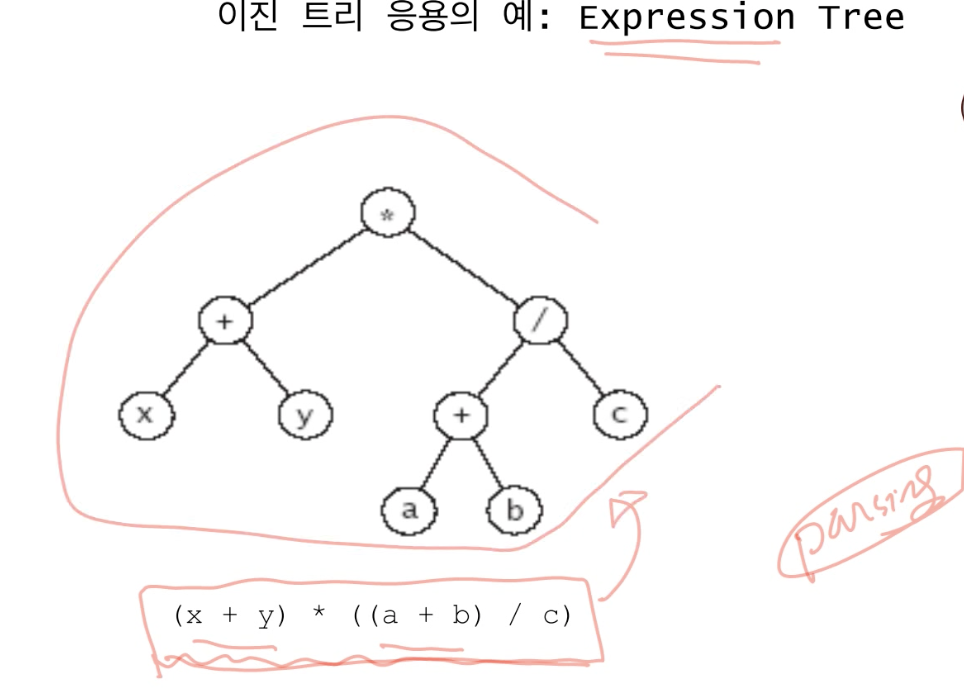 이진 트리 응용의 예: Expression Tree
*
+ /
x y + c
a b
parsing
(x + y) * ((a + b) / c)